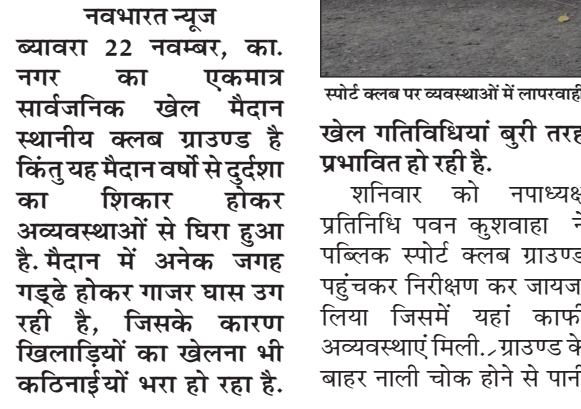 नवभारत न्यूज
ब्यावरा 22 नवम्बर, का.
नगर का एकमात्र
सार्वजनिक खेल मैदान
स्थानीय क्लब ग्राउण्ड है
किंतु यह मैदान वर्षो से दुर्दशा
का शिकार होकर
अव्यवस्थाओं से घिरा हुआ
है. मैदान में अनेक जगह
गड्ढे होकर गाजर घास उग
रही है, जिसके कारण
खिलाड़ियों का खेलना भी
कठिनाईयों भरा हो रहा है.
स्पोर्ट क्लब पर व्यवस्थाओं में लापरवाही
खेल गतिविधियां बुरी तरह
प्रभावित हो रही है.
शनिवार को नपाध्यक्ष
प्रतिनिधि पवन कुशवाहा ने
पब्लिक स्पोर्ट क्लब ग्राउण्ड
पहुंचकर निरीक्षण कर जायजा
लिया जिसमें यहां काफी
अव्यवस्थाएं मिली. ग्राउण्ड के
बाहर नाली चोक होने से पानी